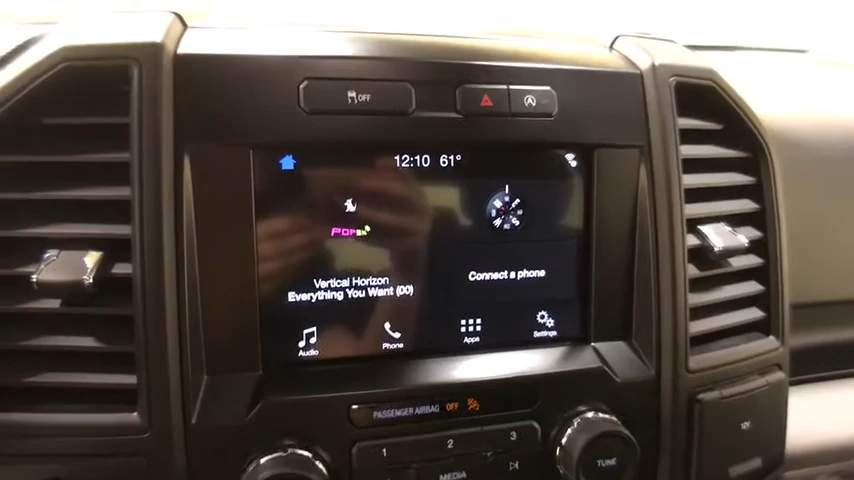 OFF
12:10 61°
POP
Vertical Horizon
Everything You Want (00)
Connect a phone
Audio
Phone
Apps
Settings
PASSENGER AIRBAG OFF
1 2 3
MEDIA
TUNE